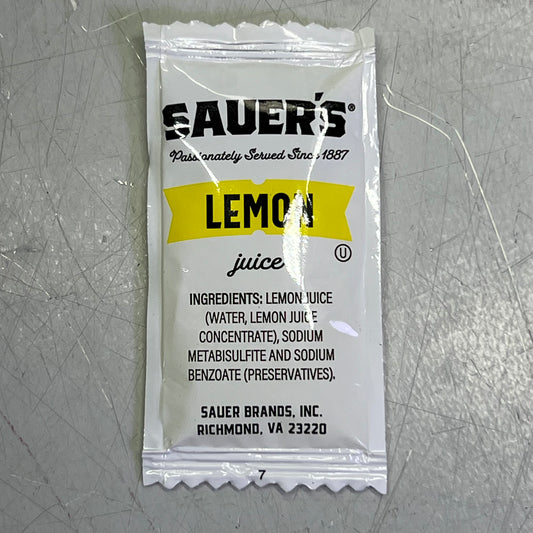 SAUER'S®
Passionately Served Since 1887
LEMON
juice
U
INGREDIENTS: LEMON JUICE
(WATER, LEMON JUICE
CONCENTRATE), SODIUM
METABISULFITE AND SODIUM
BENZOATE (PRESERVATIVES).
SAUER BRANDS, INC.
RICHMOND, VA 23220
7